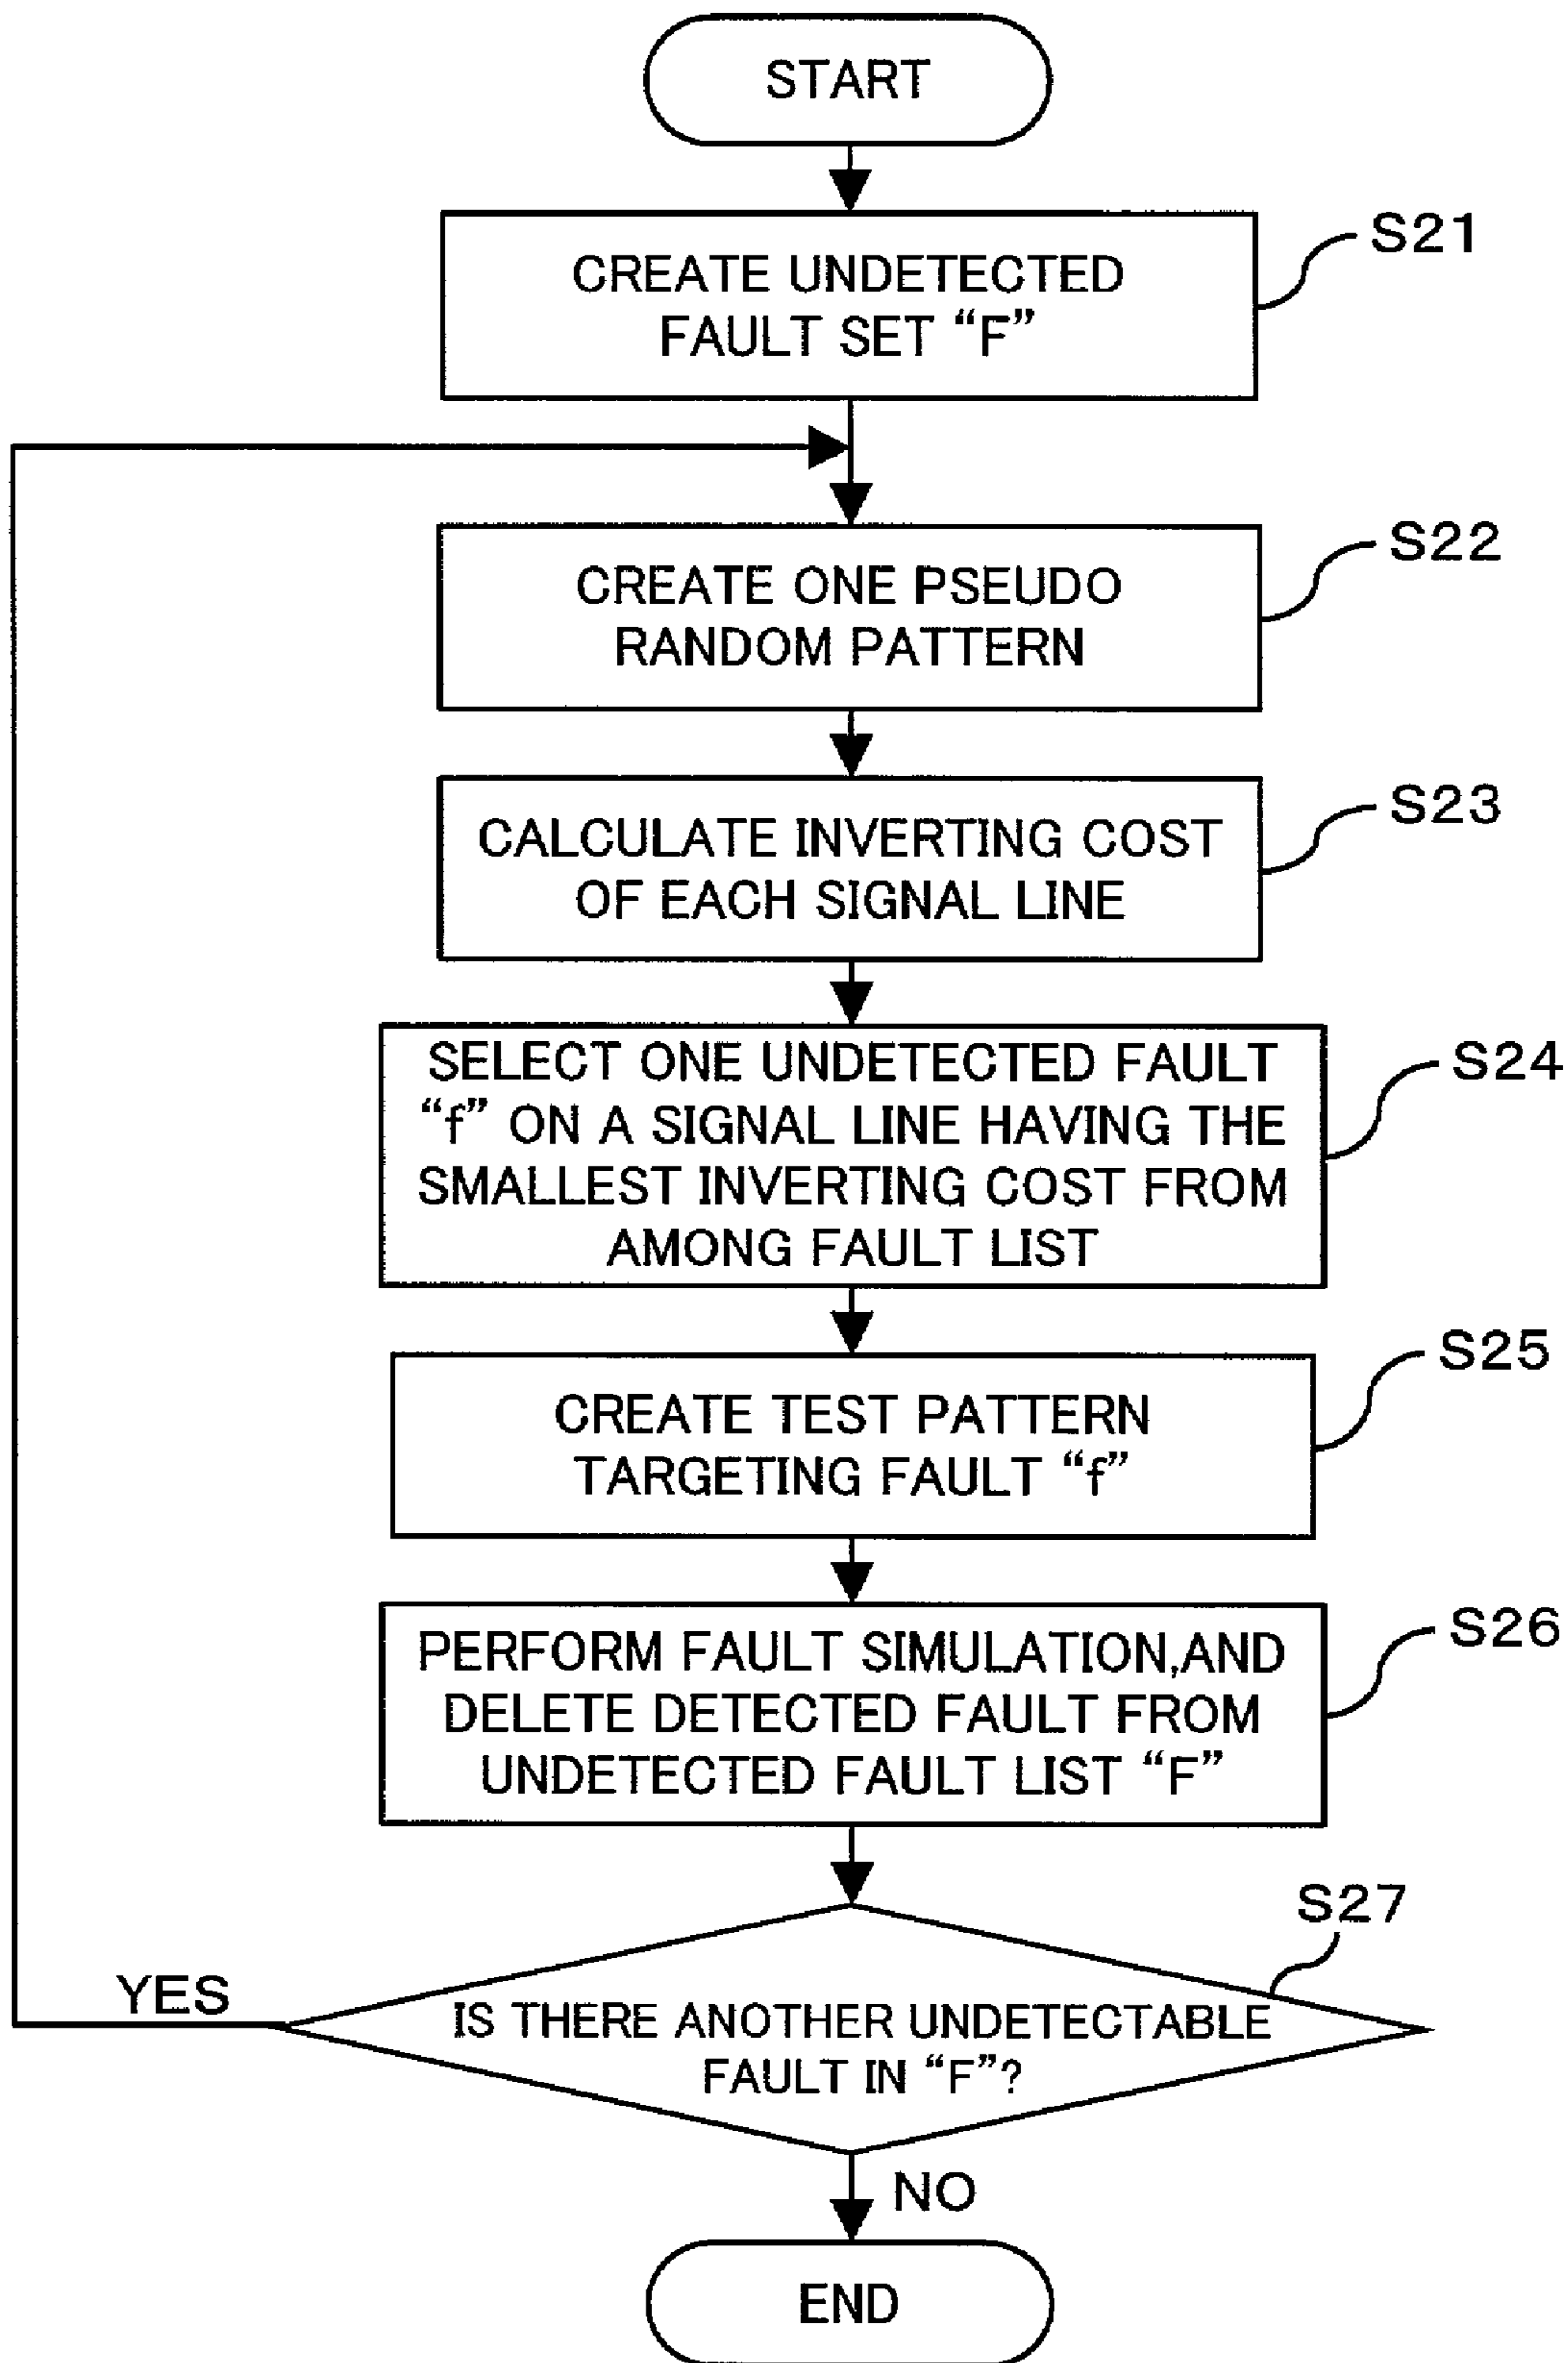 START
S21
CREATE UNDETECTED
FAULT SET “F”
S22
CREATE ONE PSEUDO
RANDOM PATTERN
S23
CALCULATE INVERTING COST
OF EACH SIGNAL LINE
S24
SELECT ONE UNDETECTED FAULT
“f” ON A SIGNAL LINE HAVING THE
SMALLEST INVERTING COST FROM
AMONG FAULT LIST
S25
CREATE TEST PATTERN
TARGETING FAULT “f”
S26
PERFORM FAULT SIMULATION,AND
DELETE DETECTED FAULT FROM
UNDETECTED FAULT LIST “F”
S27
YES
IS THERE ANOTHER UNDETECTABLE
FAULT IN “F”?
NO
END